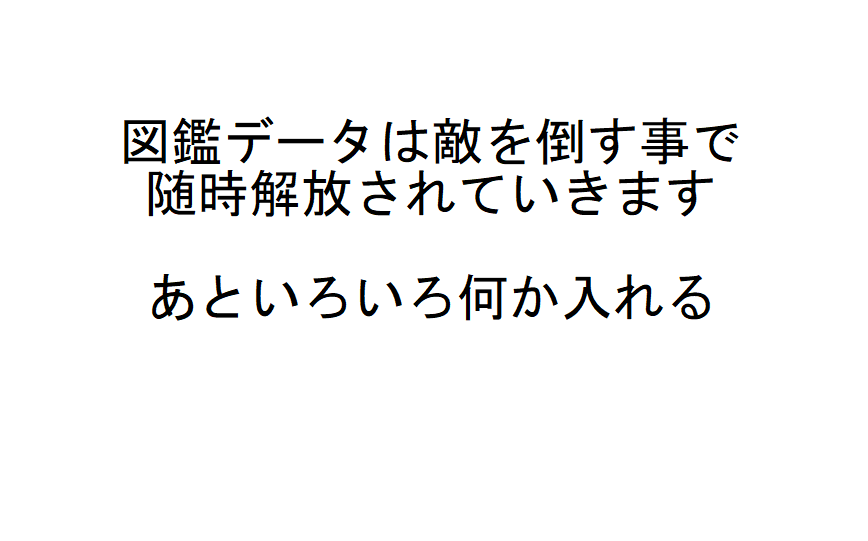 図鑑データは敵を倒す事で
随時解放されていきます
あといろいろ何か入れる